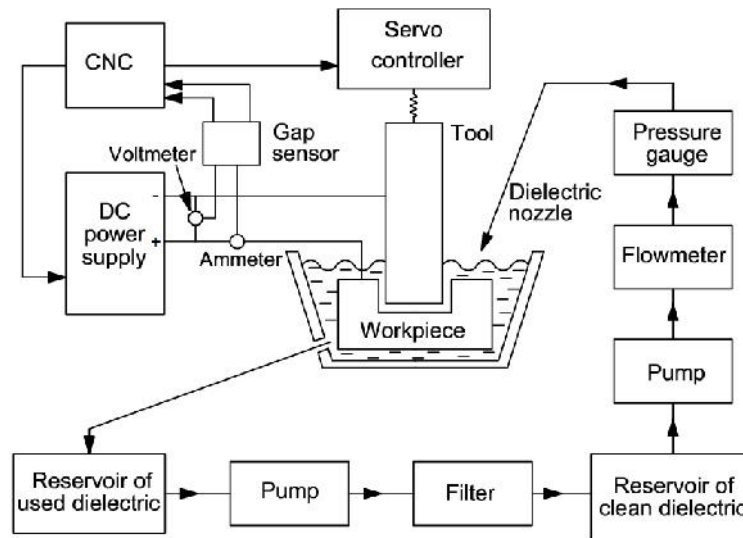 CNC
Servo
controller
Gap
sensor
Voltmeter
Tool
Pressure
gauge
DC
power
supply
-
+
Ammeter
Dielectric
nozzle
Flowmeter
Workpiece
Pump
Reservoir of
used dielectric
Pump
Filter
Reservoir of
clean dielectric